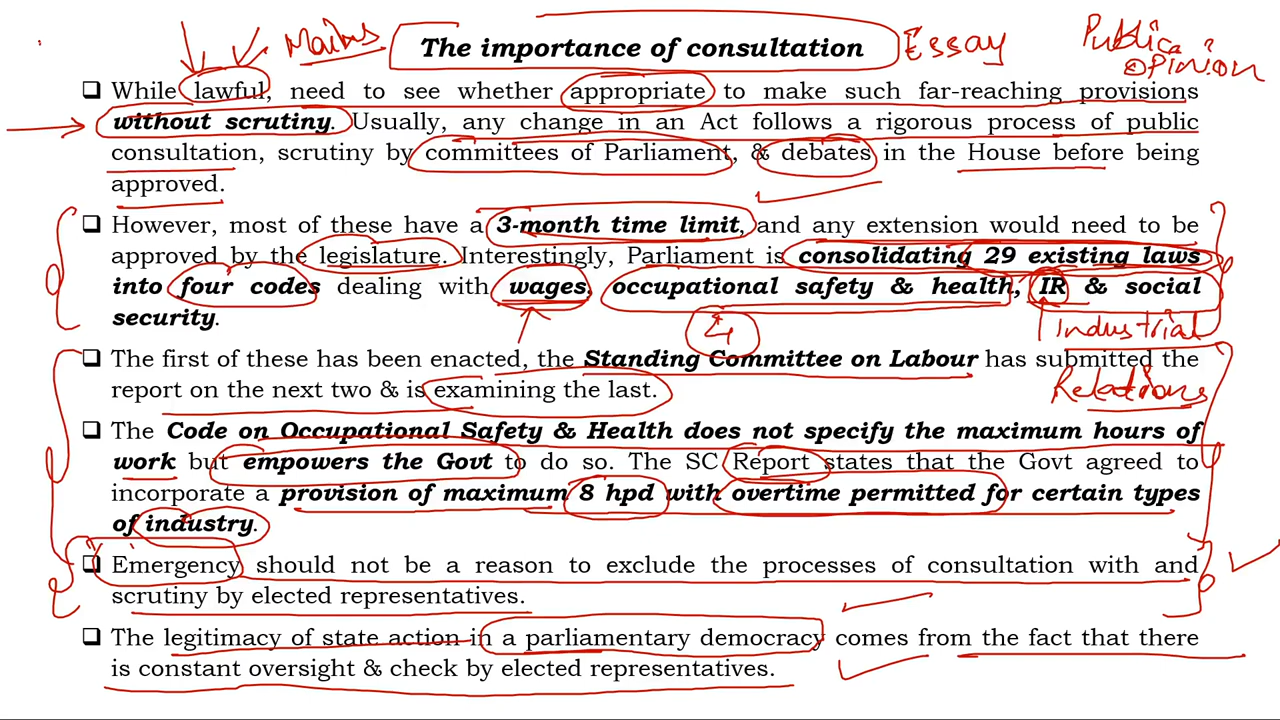 Mains
The importance of consultation
Essay
Public
opinion
❑ While lawful, need to see whether appropriate to make such far-reaching provisions
without scrutiny. Usually, any change in an Act follows a rigorous process of public
consultation, scrutiny by committees of Parliament, & debates in the House before being
approved.
❑ However, most of these have a 3-month time limit, and any extension would need to be
approved by the legislature. Interestingly, Parliament is consolidating 29 existing laws
into four codes dealing with wages, occupational safety & health, IR & social
security.
4
Industrial
Relations
❑ The first of these has been enacted, the Standing Committee on Labour has submitted the
report on the next two & is examining the last.
❑ The Code on Occupational Safety & Health does not specify the maximum hours of
work but empowers the Govt to do so. The SC Report states that the Govt agreed to
incorporate a provision of maximum 8 hpd with overtime permitted for certain types
of industry.
❑ Emergency should not be a reason to exclude the processes of consultation with and
scrutiny by elected representatives.
❑ The legitimacy of state action in a parliamentary democracy comes from the fact that there
is constant oversight & check by elected representatives.